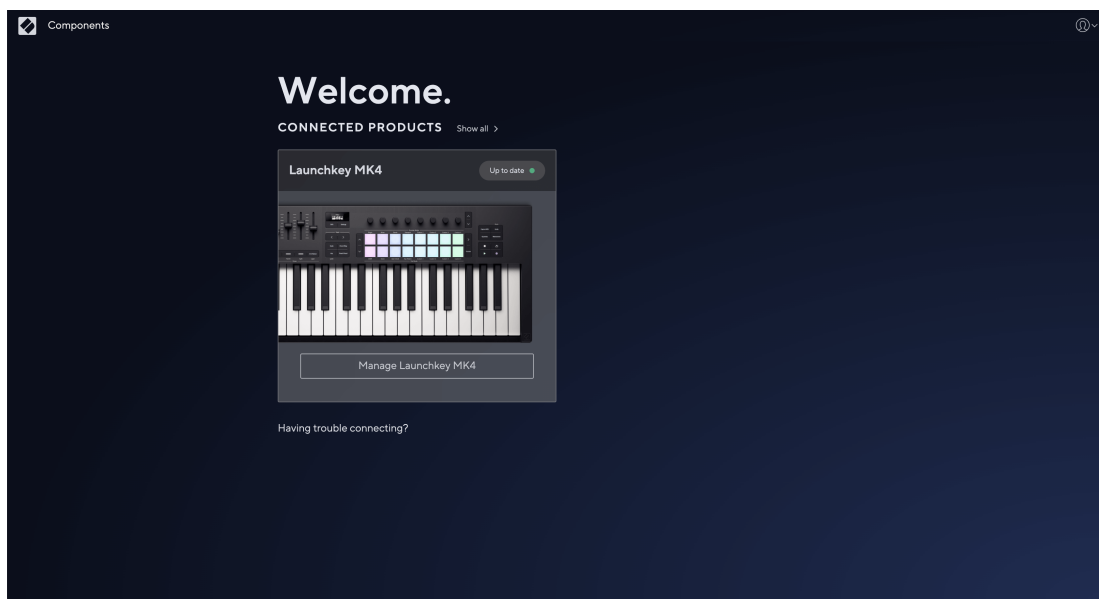 Components
Welcome.
CONNECTED PRODUCTS Show all >
Launchkey MK4 Up to date
Manage Launchkey MK4
Having trouble connecting?